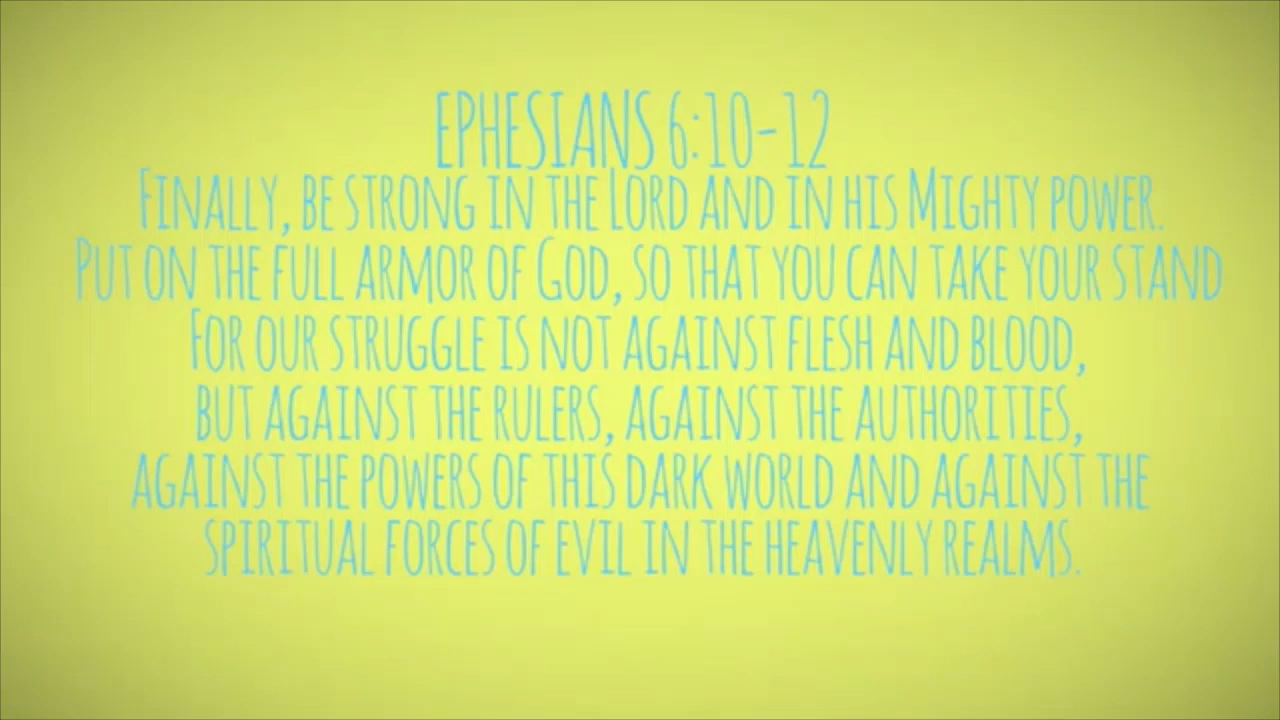 EPHESIANS 6:10-12
FINALLY, BE STRONG IN THE LORD AND IN HIS MIGHTY POWER.
PUT ON THE FULL ARMOR OF GOD, SO THAT YOU CAN TAKE YOUR STAND
FOR OUR STRUGGLE IS NOT AGAINST FLESH AND BLOOD,
BUT AGAINST THE RULERS, AGAINST THE AUTHORITIES,
AGAINST THE POWERS OF THIS DARK WORLD AND AGAINST THE
SPIRITUAL FORCES OF EVIL IN THE HEAVENLY REALMS.